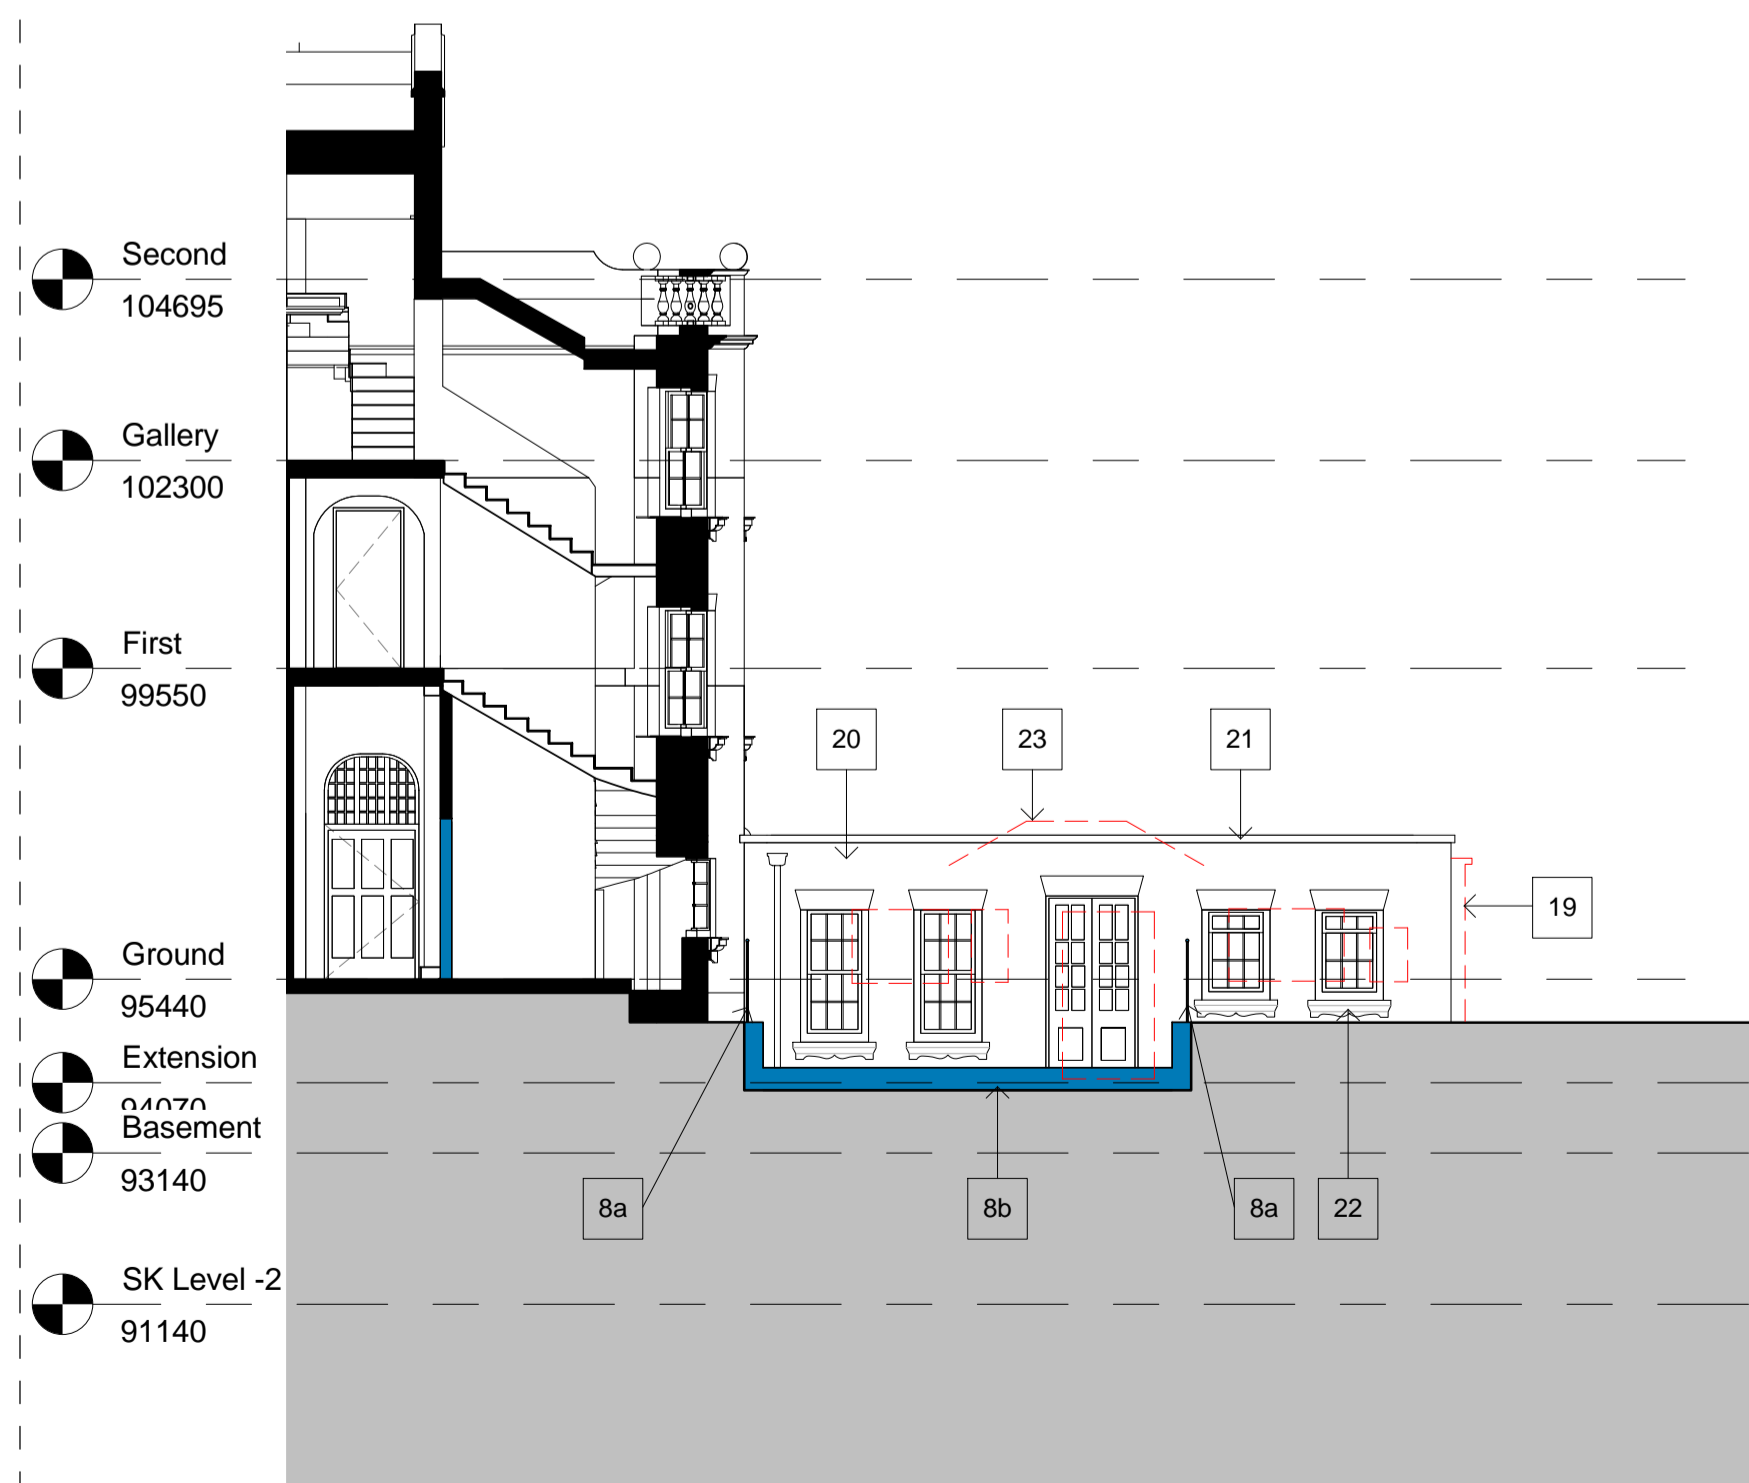 Second
104695
Gallery
102300
First
99550
20
23
21
19
Ground
95440
Extension
94070
Basement
93140
8a
8b
8a
22
SK Level -2
91140